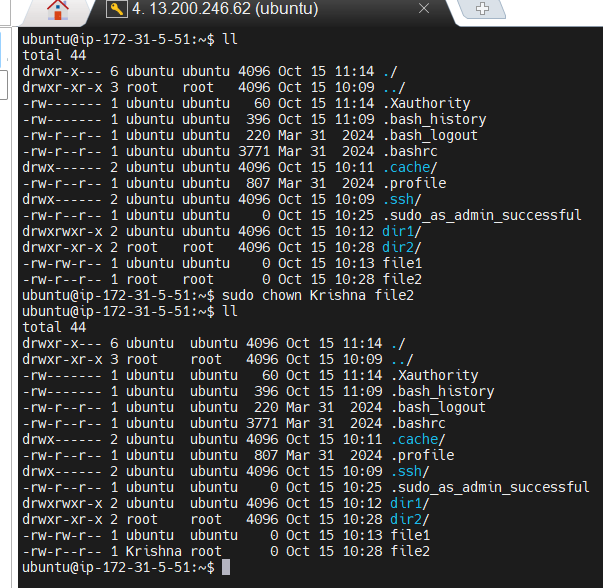 4. 13.200.246.62 (ubuntu)
ubuntu@ip-172-31-5-51:~$ ll
total 44
drwxr-x--- 6 ubuntu ubuntu 4096 Oct 15 11:14 ./
drwxr-xr-x 3 root   root   4096 Oct 15 10:09 ../
-rw------- 1 ubuntu ubuntu   60 Oct 15 11:14 .Xauthority
-rw------- 1 ubuntu ubuntu  396 Oct 15 11:09 .bash_history
-rw-r--r-- 1 ubuntu ubuntu  220 Mar 31  2024 .bash_logout
-rw-r--r-- 1 ubuntu ubuntu 3771 Mar 31  2024 .bashrc
drwx------ 2 ubuntu ubuntu 4096 Oct 15 10:11 .cache/
-rw-r--r-- 1 ubuntu ubuntu  807 Mar 31  2024 .profile
drwx------ 2 ubuntu ubuntu 4096 Oct 15 10:09 .ssh/
-rw-r--r-- 1 ubuntu ubuntu    0 Oct 15 10:25 .sudo_as_admin_successful
drwxrwxr-x 2 ubuntu ubuntu 4096 Oct 15 10:12 dir1/
drwxr-xr-x 2 root   root   4096 Oct 15 10:28 dir2/
-rw-rw-r-- 1 ubuntu ubuntu    0 Oct 15 10:13 file1
-rw-r--r-- 1 root   root      0 Oct 15 10:28 file2
ubuntu@ip-172-31-5-51:~$ sudo chown Krishna file2
ubuntu@ip-172-31-5-51:~$ ll
total 44
drwxr-x--- 6 ubuntu  ubuntu 4096 Oct 15 11:14 ./
drwxr-xr-x 3 root    root   4096 Oct 15 10:09 ../
-rw------- 1 ubuntu  ubuntu   60 Oct 15 11:14 .Xauthority
-rw------- 1 ubuntu  ubuntu  396 Oct 15 11:09 .bash_history
-rw-r--r-- 1 ubuntu  ubuntu  220 Mar 31  2024 .bash_logout
-rw-r--r-- 1 ubuntu  ubuntu 3771 Mar 31  2024 .bashrc
drwx------ 2 ubuntu  ubuntu 4096 Oct 15 10:11 .cache/
-rw-r--r-- 1 ubuntu  ubuntu  807 Mar 31  2024 .profile
drwx------ 2 ubuntu  ubuntu 4096 Oct 15 10:09 .ssh/
-rw-r--r-- 1 ubuntu  ubuntu    0 Oct 15 10:25 .sudo_as_admin_successful
drwxrwxr-x 2 ubuntu  ubuntu 4096 Oct 15 10:12 dir1/
drwxr-xr-x 2 root    root   4096 Oct 15 10:28 dir2/
-rw-rw-r-- 1 ubuntu  ubuntu    0 Oct 15 10:13 file1
-rw-r--r-- 1 Krishna root      0 Oct 15 10:28 file2
ubuntu@ip-172-31-5-51:~$